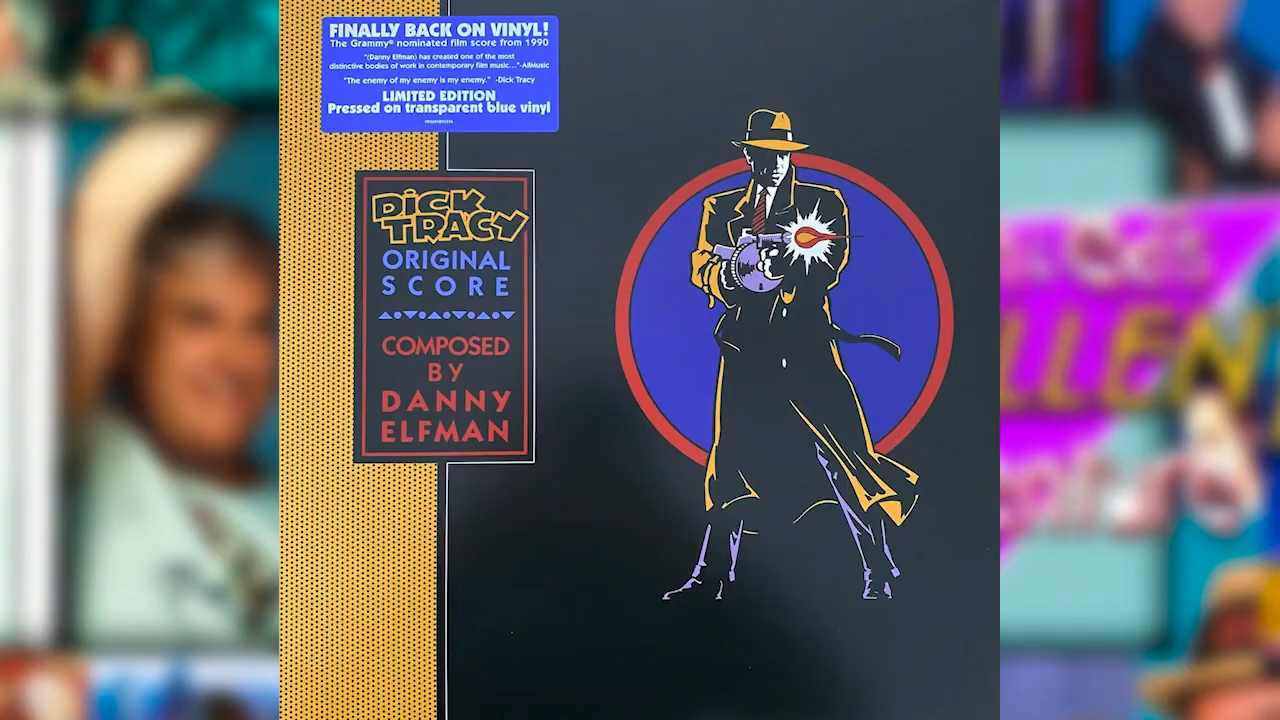 FINALLY BACK ON VINYL!
The Grammy® nominated film score from 1990
"(Danny Elfman) has created one of the most
distinctive bodies of work in contemporary film music..."-AllMusic
"The enemy of my enemy is my enemy." -Dick Tracy
LIMITED EDITION
Pressed on transparent blue vinyl
DiCK
TRACY
ORIGINAL
SCORE
COMPOSED
BY
DANNY
ELFMAN
LLEN